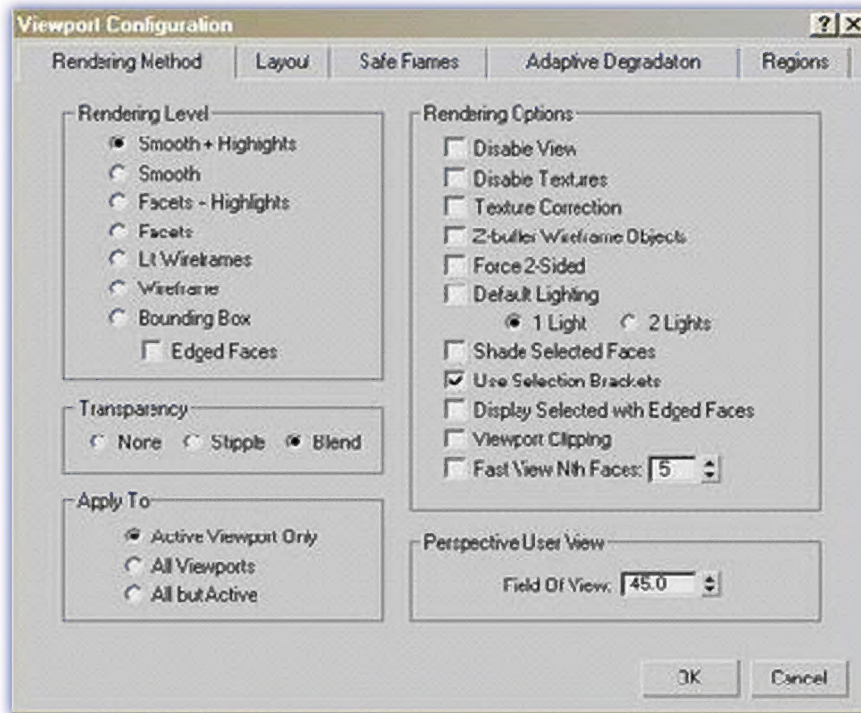 Viewport Configuration
Rendering Method Layout Safe Frames Adaptive Degradaton Regions
Rendering Level
Smooth + Highights
Smooth
Facets - Highlights
Facets
Lit Wireframes
Wireframe
Bounding Box
Edged Faces
Transparency
None Stipple Blend
Apply To
Active Viewport Only
All Viewports
All but Active
Rendering Options
Disable View
Disable Textures
Texture Correction
Z-buffer Wireframe Objects
Force 2-Sided
Default Lighting
1 Light 2 Lights
Shade Selected Faces
Use Selection Brackets
Display Selected with Edged Faces
Viewport Clipping
Fast View Nth Faces: 5
Perspective User View
Field Of View: 45.0
OK Cancel